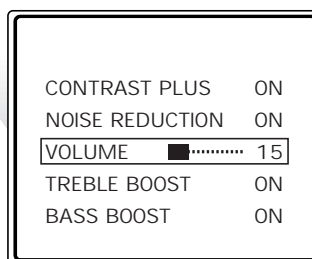 CONTRAST PLUS ON
NOISE REDUCTION ON
VOLUME 15
TREBLE BOOST ON
BASS BOOST ON